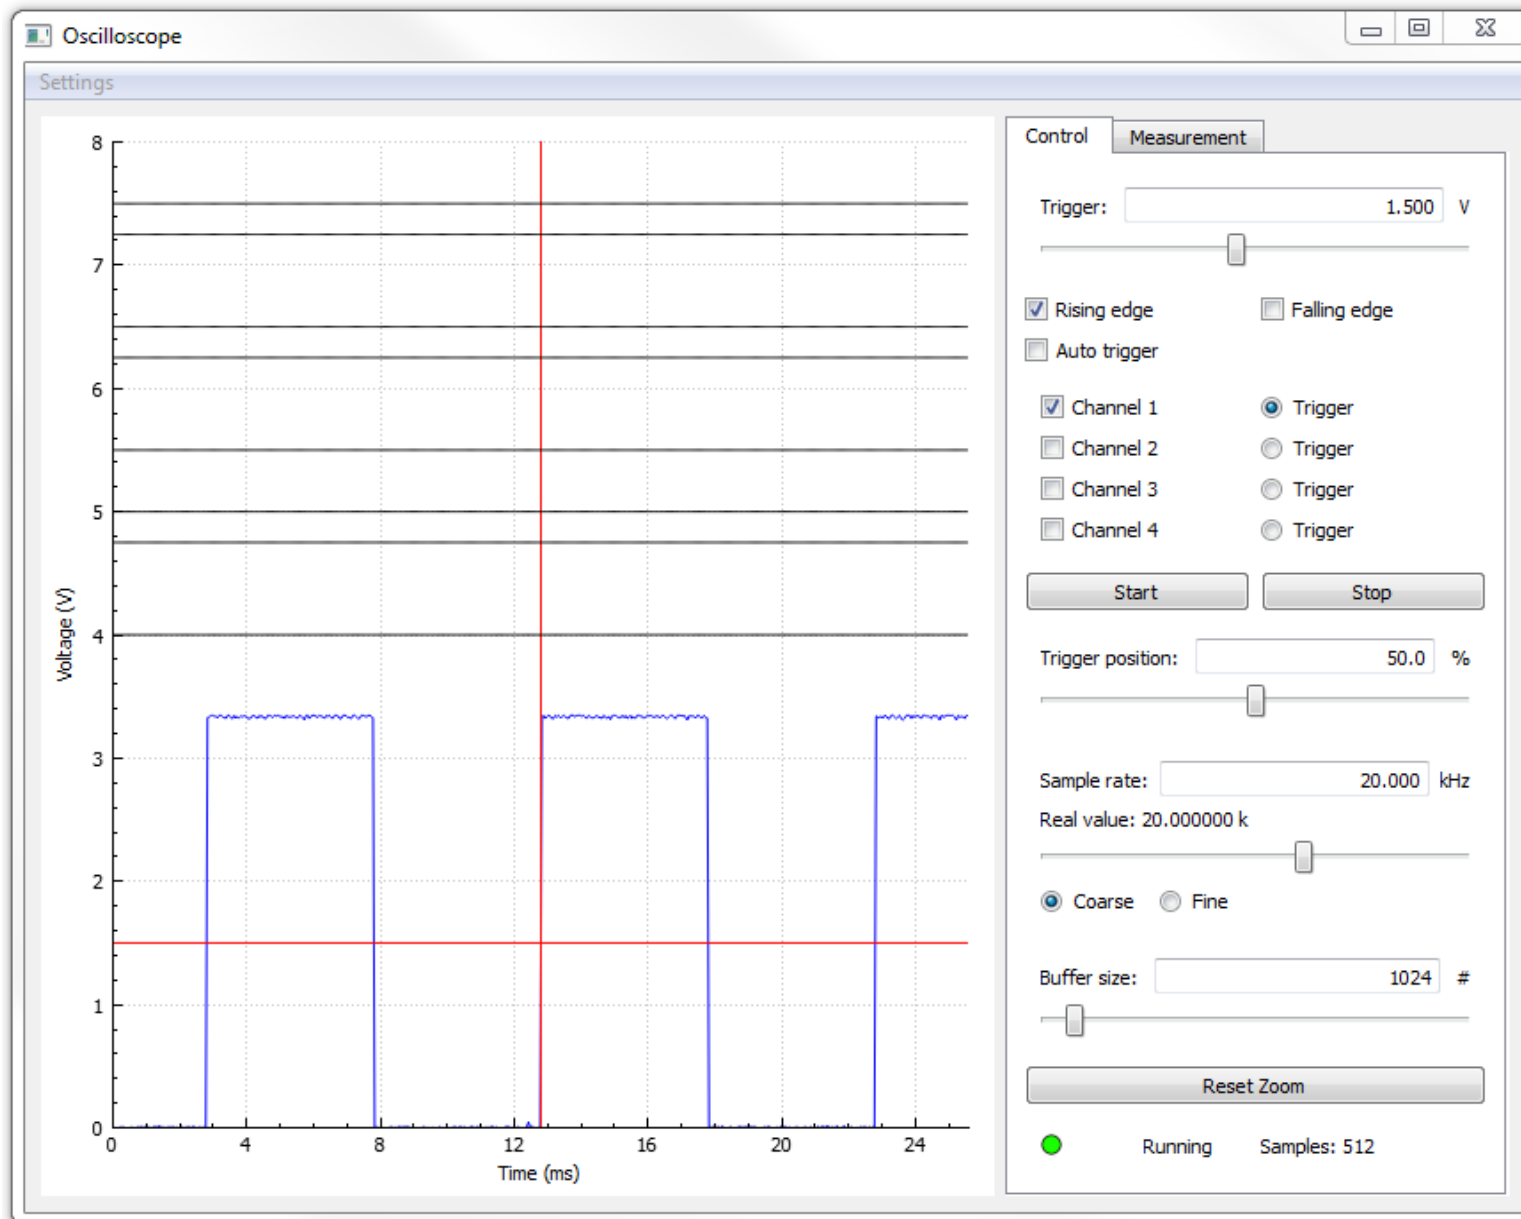 Oscilloscope
Settings
8
7
6
5
4
3
2
1
0
Voltage (V)
0 4 8 12 16 20 24
Time (ms)
Control Measurement
Trigger: 1.500 V
Rising edge Falling edge
Auto trigger
Channel 1 Trigger
Channel 2 Trigger
Channel 3 Trigger
Channel 4 Trigger
Start Stop
Trigger position: 50.0 %
Sample rate: 20.000 kHz
Real value: 20.000000 k
Coarse Fine
Buffer size: 1024 #
Reset Zoom
Running Samples: 512